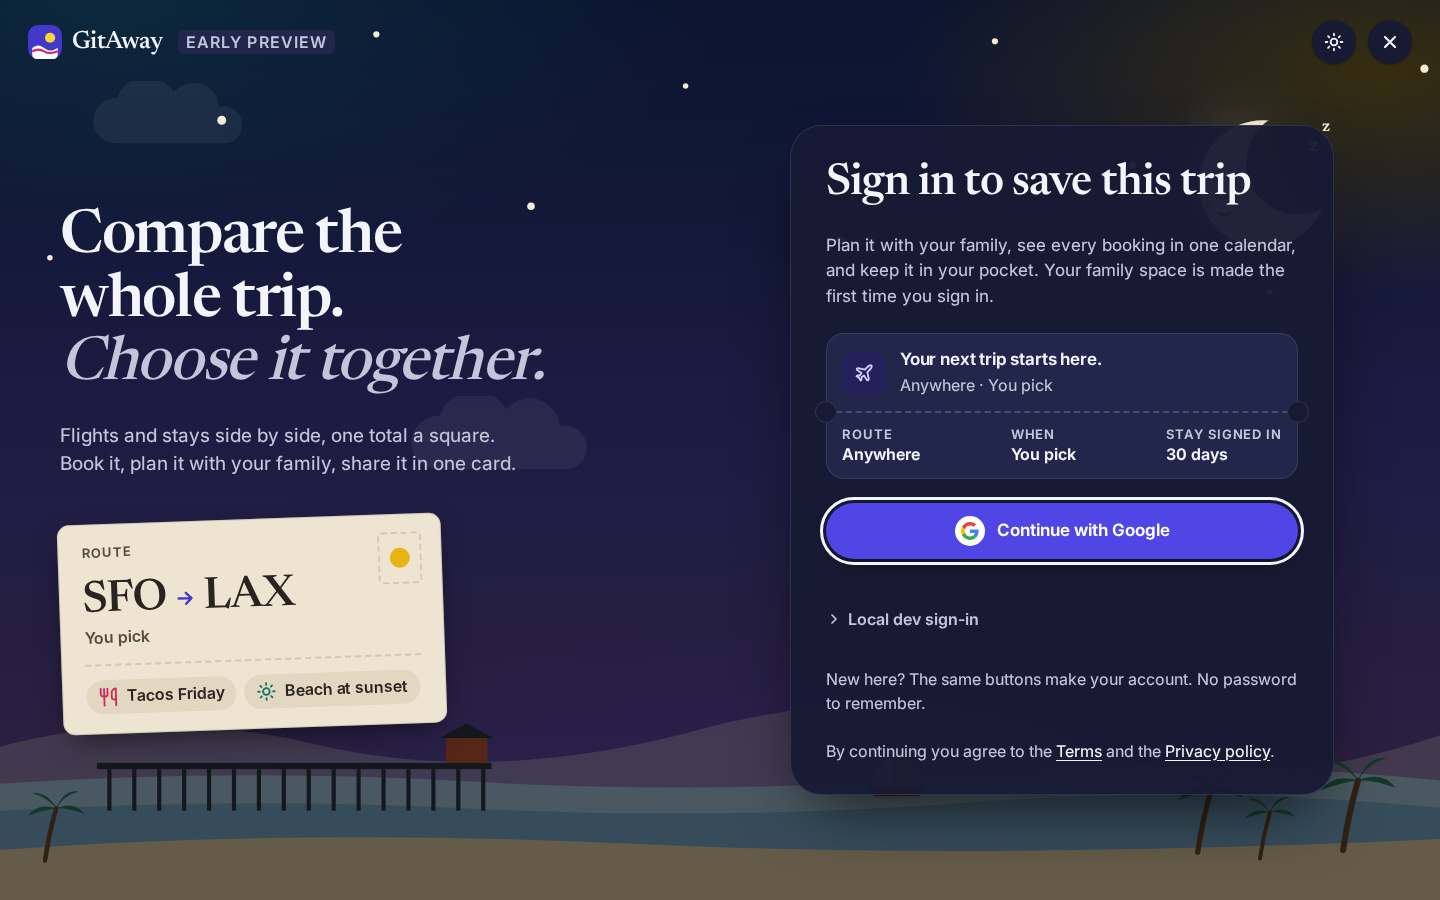 GitAway EARLY PREVIEW
Compare the
whole trip.
Choose it together.
Flights and stays side by side, one total a square.
Book it, plan it with your family, share it in one card.
ROUTE
SFO → LAX
You pick
Tacos Friday
Beach at sunset
z
z
Sign in to save this trip
Plan it with your family, see every booking in one calendar,
and keep it in your pocket. Your family space is made the
first time you sign in.
Your next trip starts here.
Anywhere · You pick
ROUTE WHEN STAY SIGNED IN
Anywhere You pick 30 days
Continue with Google
Local dev sign-in
New here? The same buttons make your account. No password
to remember.
By continuing you agree to the Terms and the Privacy policy.